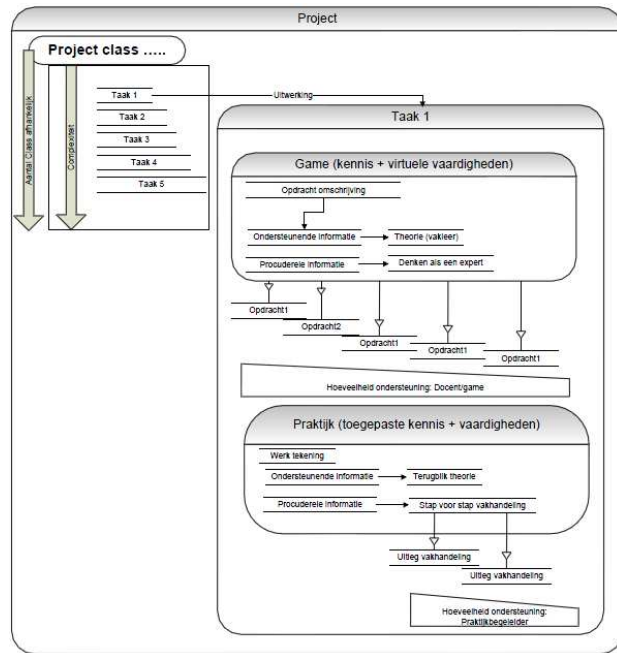 Project
Project class .....
Aantal Class afhankelijk
Complexiteit
Taak 1
Taak 2
Taak 3
Taak 4
Taak 5
Uitwerking
Taak 1
Game (kennis + virtuele vaardigheden)
Opdracht omschrijving
Ondersteunende informatie
Theorie (vakleer)
Procudereie informatie
Denken als een expert
Opdracht1
Opdracht2
Opdracht1
Opdracht1
Opdracht1
Hoeveelheid ondersteuning: Docent/game
Praktijk (toegepaste kennis + vaardigheden)
Werk tekening
Ondersteunende informatie
Terugblik theorie
Procudereie informatie
Stap voor stap vakhandeling
Uitleg vakhandeling
Uitleg vakhandeling
Hoeveelheid ondersteuning:
Praktijkbegeleider